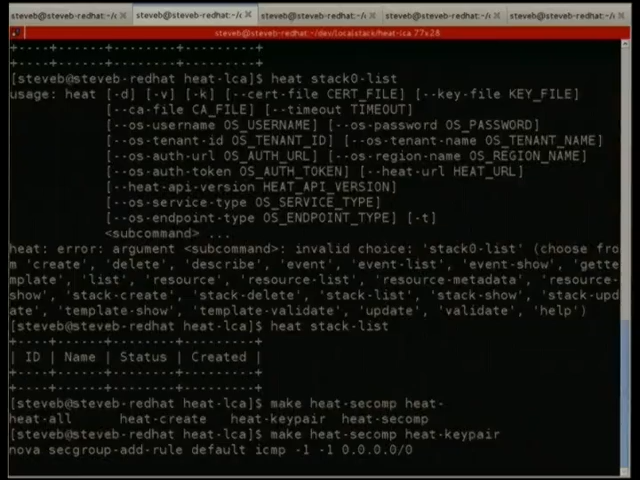 steveb@steveb-redhat:~/c steveb@steveb-redhat:~/c steveb@steveb-redhat:~/c steveb@steveb-redhat:~/c steveb@steveb-redhat:~/c
steveb@steveb-redhat:~/dev/localstack/heat-lca 77x28
+----+------+--------+---------+
+----+------+--------+---------+
[steveb@steveb-redhat heat-lca]$ heat stack0-list
usage: heat [-d] [-v] [-k] [--cert-file CERT_FILE] [--key-file KEY_FILE]
[--ca-file CA_FILE] [--timeout TIMEOUT]
[--os-username OS_USERNAME] [--os-password OS_PASSWORD]
[--os-tenant-id OS_TENANT_ID] [--os-tenant-name OS_TENANT_NAME]
[--os-auth-url OS_AUTH_URL] [--os-region-name OS_REGION_NAME]
[--os-auth-token OS_AUTH_TOKEN] [--heat-url HEAT_URL]
[--heat-api-version HEAT_API_VERSION]
[--os-service-type OS_SERVICE_TYPE]
[--os-endpoint-type OS_ENDPOINT_TYPE] [-t]
<subcommand> ...
heat: error: argument <subcommand>: invalid choice: 'stack0-list' (choose fro
m 'create', 'delete', 'describe', 'event', 'event-list', 'event-show', 'gette
mplate', 'list', 'resource', 'resource-list', 'resource-metadata', 'resource-
show', 'stack-create', 'stack-delete', 'stack-list', 'stack-show', 'stack-upd
ate', 'template-show', 'template-validate', 'update', 'validate', 'help')
[steveb@steveb-redhat heat-lca]$ heat stack-list
+----+------+--------+---------+
| ID | Name | Status | Created |
+----+------+--------+---------+
+----+------+--------+---------+
[steveb@steveb-redhat heat-lca]$ make heat-secomp heat-
heat-all heat-create heat-keypair heat-secomp
[steveb@steveb-redhat heat-lca]$ make heat-secomp heat-keypair
nova secgroup-add-rule default icmp -1 -1 0.0.0.0/0